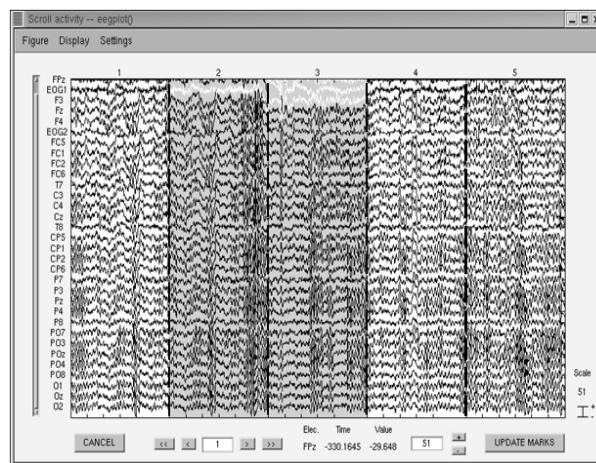 Scroll activity -- eegplot()
Figure Display Settings
1 2 3 4 5
FPz
EOG1
F3
Fz
F4
EOG2
FC5
FC1
FC2
FC6
T7
C3
C4
Cz
T8
CP5
CP1
CP2
CP6
P7
P3
Pz
P4
P8
PO7
PO3
POz
PO4
PO8
O1
Oz
O2
Scale
51
+
-
Elec. Time Value
CANCEL << < 1 > >> FPz -330.1645 -29.648 51 + - UPDATE MARKS